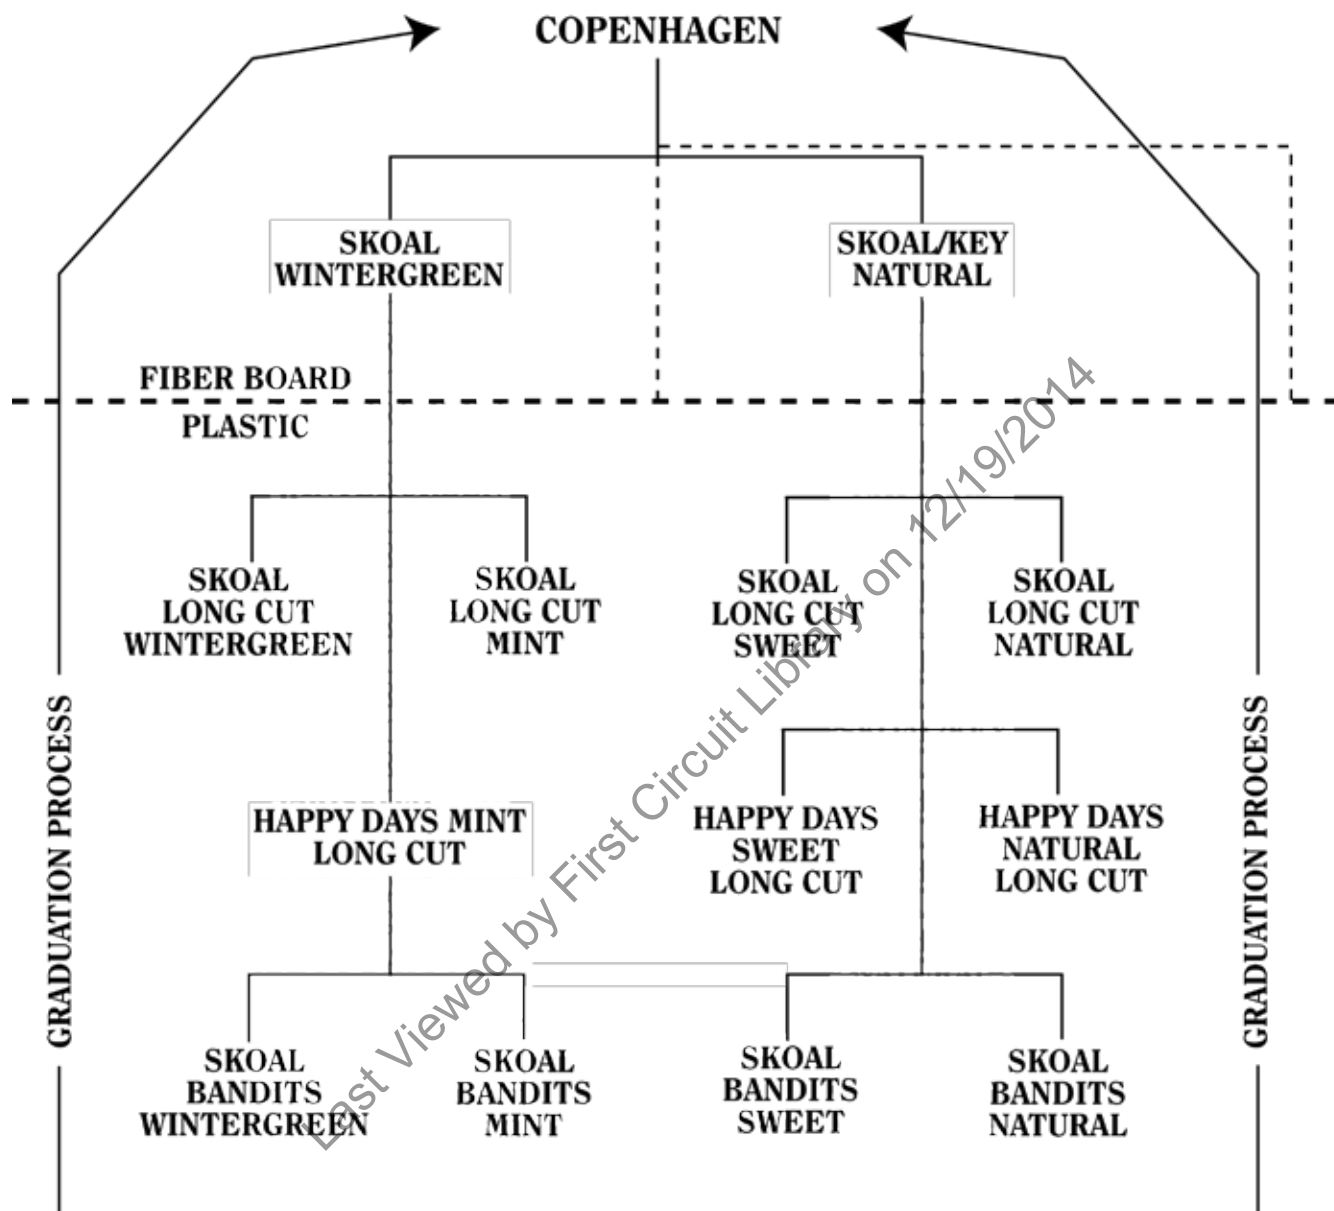 COPENHAGEN
SKOAL
WINTERGREEN
SKOAL/KEY
NATURAL
FIBER BOARD
PLASTIC
SKOAL
LONG CUT
WINTERGREEN
SKOAL
LONG CUT
MINT
SKOAL
LONG CUT
SWEET
SKOAL
LONG CUT
NATURAL
GRADUATION PROCESS
HAPPY DAYS MINT
LONG CUT
HAPPY DAYS
SWEET
LONG CUT
HAPPY DAYS
NATURAL
LONG CUT
GRADUATION PROCESS
SKOAL
BANDITS
WINTERGREEN
SKOAL
BANDITS
MINT
SKOAL
BANDITS
SWEET
SKOAL
BANDITS
NATURAL
Last Viewed by First Circuit Library on 12/19/2014